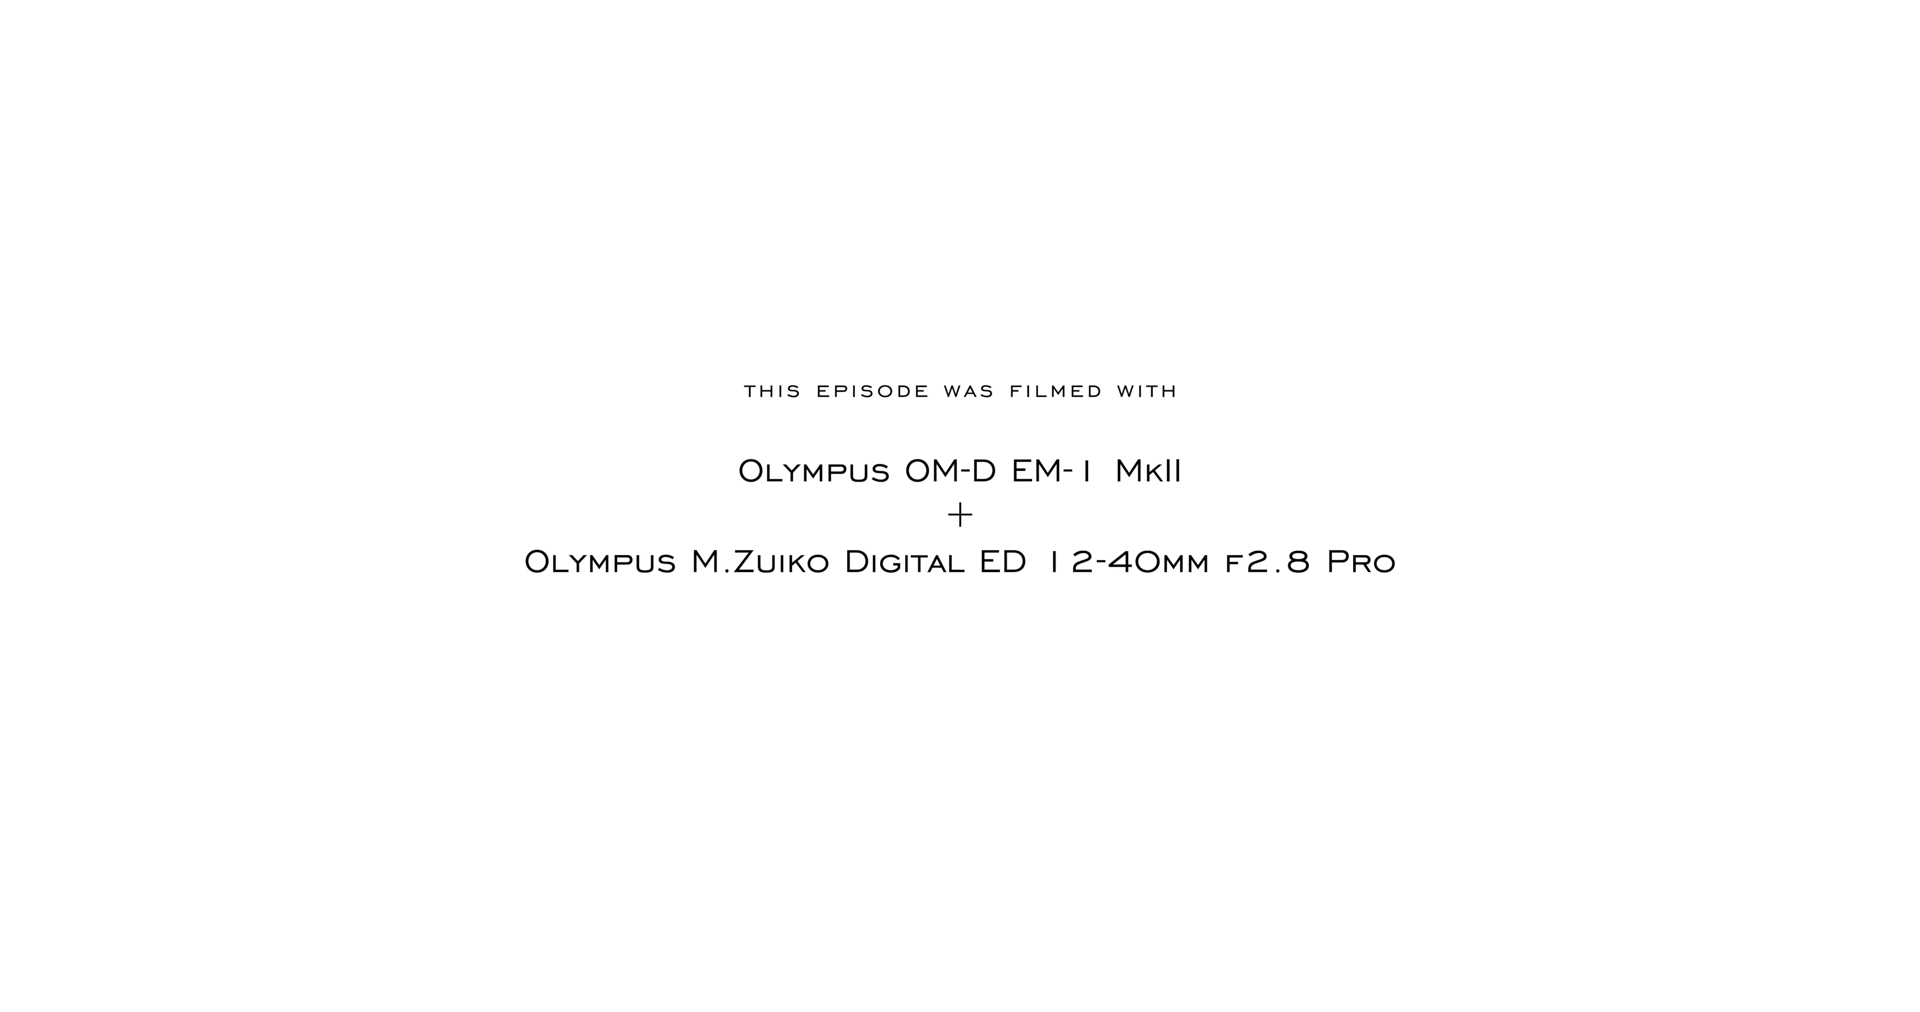 THIS EPISODE WAS FILMED WITH
OLYMPUS OM-D EM-1 MKII
+
OLYMPUS M.ZUIKO DIGITAL ED 12-40MM F2.8 PRO